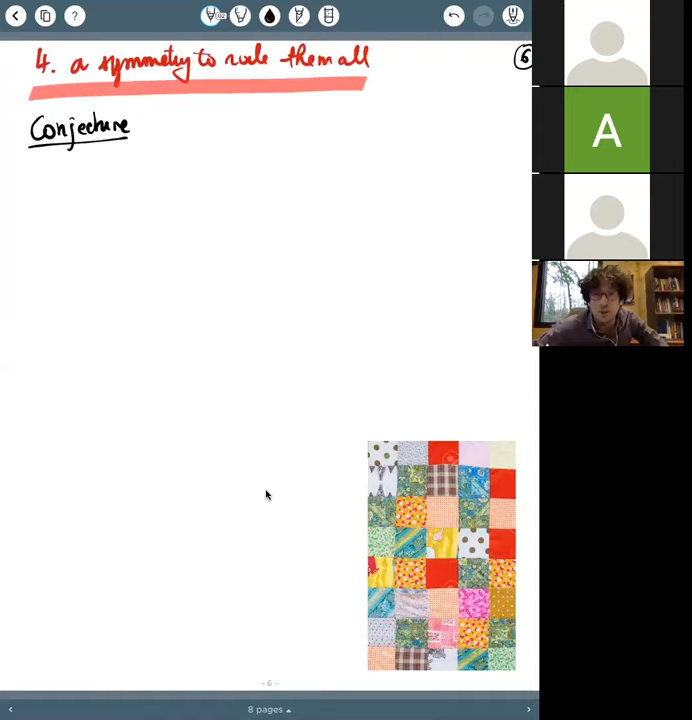 4. a symmetry to rule them all
6
Conjecture
A
- 6 -
8 pages